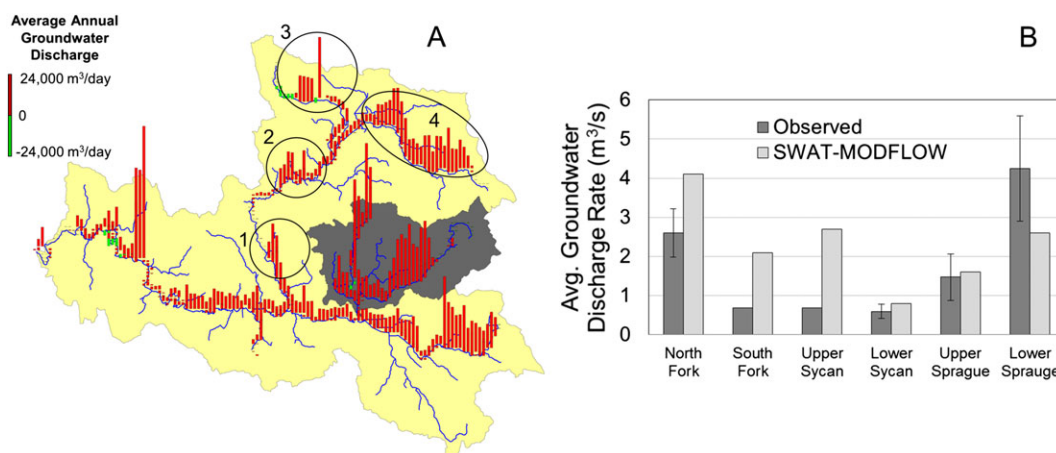 Average Annual
Groundwater
Discharge
24,000 m³/day
0
-24,000 m³/day
A
3
4
2
1
B
Avg. Groundwater
Discharge Rate (m³/s)
6
5
4
3
2
1
0
Observed
SWAT-MODFLOW
North
Fork
South
Fork
Upper
Sycan
Lower
Sycan
Upper
Sprague
Lower
Sprauge